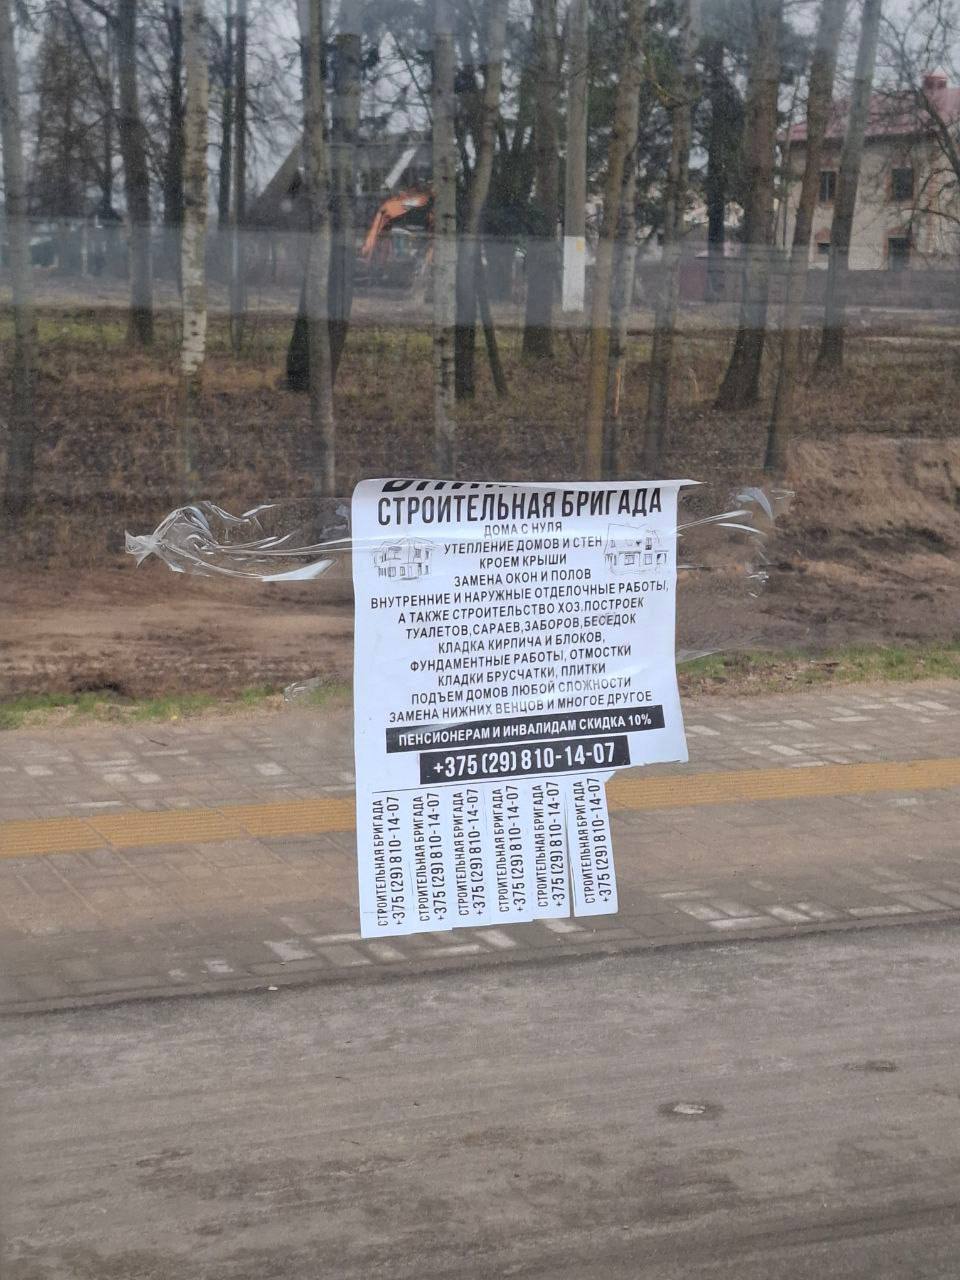 СТРОИТЕЛЬНАЯ БРИГАДА
ДОМА С НУЛЯ
УТЕПЛЕНИЕ ДОМОВ И СТЕН
КРОЕМ КРЫШИ
ЗАМЕНА ОКОН И ПОЛОВ
ВНУТРЕННИЕ И НАРУЖНЫЕ ОТДЕЛОЧНЫЕ РАБОТЫ,
А ТАКЖЕ СТРОИТЕЛЬСТВО ХОЗ.ПОСТРОЕК
ТУАЛЕТОВ,САРАЕВ,ЗАБОРОВ,БЕСЕДОК
КЛАДКА КИРПИЧА И БЛОКОВ,
ФУНДАМЕНТНЫЕ РАБОТЫ, ОТМОСТКИ
КЛАДКИ БРУСЧАТКИ, ПЛИТКИ
ПОДЪЕМ ДОМОВ ЛЮБОЙ СЛОЖНОСТИ
ЗАМЕНА НИЖНИХ ВЕНЦОВ И МНОГОЕ ДРУГОЕ
ПЕНСИОНЕРАМ И ИНВАЛИДАМ СКИДКА 10%
+375 (29) 810-14-07
СТРОИТЕЛЬНАЯ БРИГАДА
+375 (29) 810-14-07
СТРОИТЕЛЬНАЯ БРИГАДА
+375 (29) 810-14-07
СТРОИТЕЛЬНАЯ БРИГАДА
+375 (29) 810-14-07
СТРОИТЕЛЬНАЯ БРИГАДА
+375 (29) 810-14-07
СТРОИТЕЛЬНАЯ БРИГАДА
+375 (29) 810-14-07
СТРОИТЕЛЬНАЯ БРИГАДА
+375 (29) 810-14-07